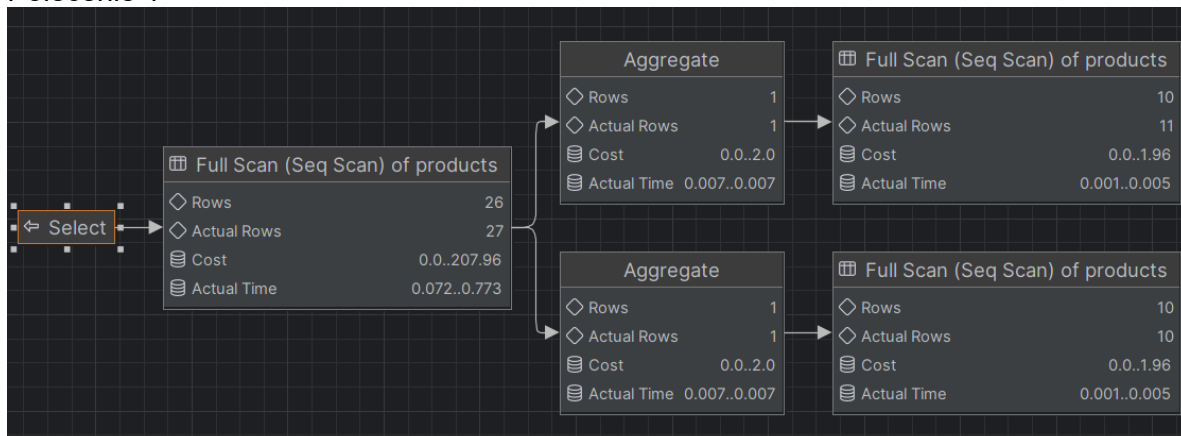 Aggregate
Rows 1
Actual Rows 1
Cost 0.0..2.0
Actual Time 0.007..0.007
Full Scan (Seq Scan) of products
Rows 10
Actual Rows 11
Cost 0.0..1.96
Actual Time 0.001..0.005
Select
Full Scan (Seq Scan) of products
Rows 26
Actual Rows 27
Cost 0.0..207.96
Actual Time 0.072..0.773
Aggregate
Rows 1
Actual Rows 1
Cost 0.0..2.0
Actual Time 0.007..0.007
Full Scan (Seq Scan) of products
Rows 10
Actual Rows 10
Cost 0.0..1.96
Actual Time 0.001..0.005